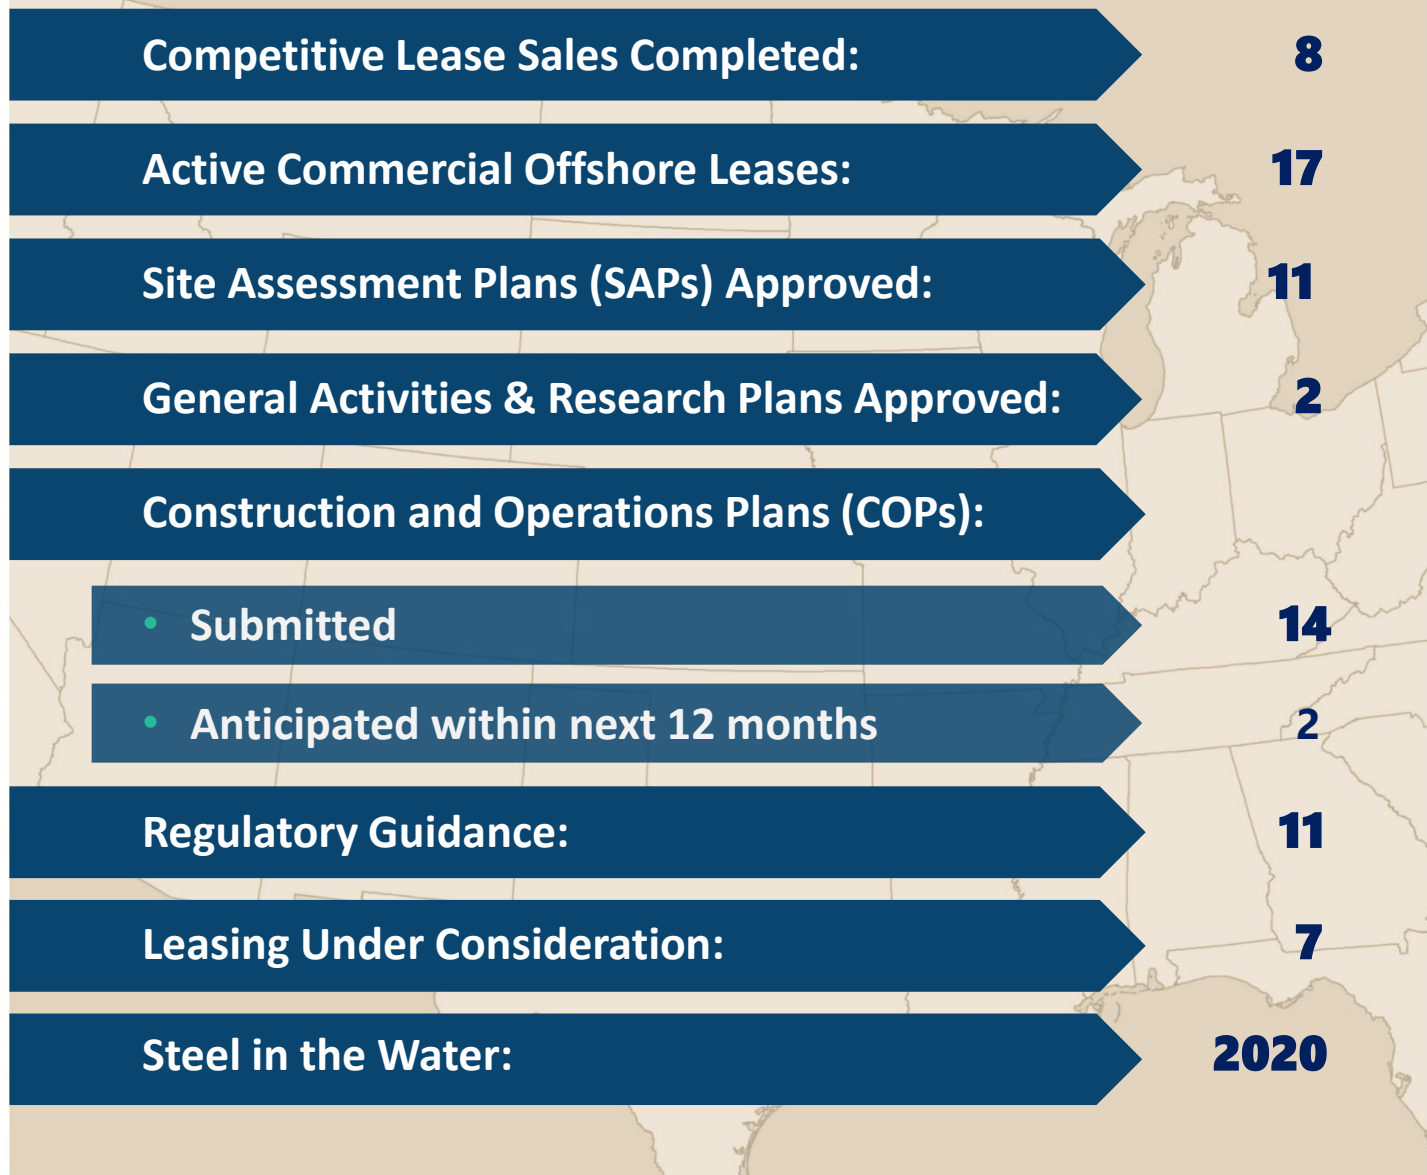 Competitive Lease Sales Completed: 8
Active Commercial Offshore Leases: 17
Site Assessment Plans (SAPs) Approved: 11
General Activities & Research Plans Approved: 2
Construction and Operations Plans (COPs):
• Submitted 14
• Anticipated within next 12 months 2
Regulatory Guidance: 11
Leasing Under Consideration: 7
Steel in the Water: 2020